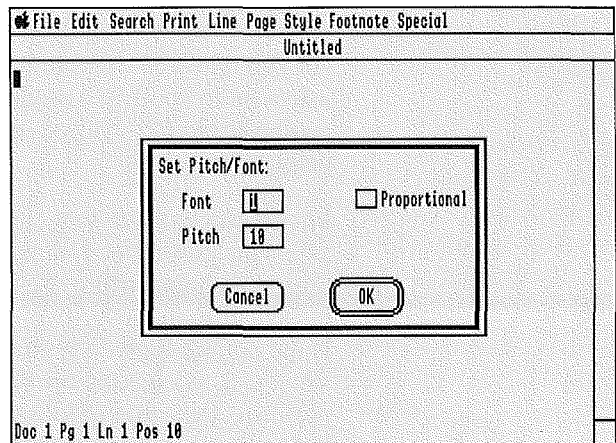 File Edit Search Print Line Page Style Footnote Special
Untitled
Set Pitch/Font:
Font
Proportional
Pitch 10
Cancel OK
Doc 1 Pg 1 Ln 1 Pos 10